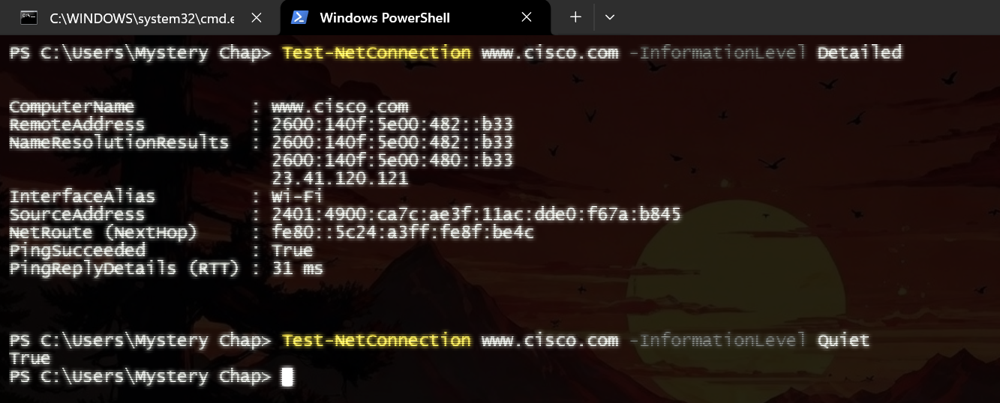 C:\WINDOWS\system32\cmd.e
Windows PowerShell
PS C:\Users\Mystery Chap> Test-NetConnection www.cisco.com -InformationLevel Detailed
ComputerName : www.cisco.com
RemoteAddress : 2600:140f:5e00:482::b33
NameResolutionResults : 2600:140f:5e00:482::b33
2600:140f:5e00:480::b33
23.41.120.121
InterfaceAlias : Wi-Fi
SourceAddress : 2401:4900:ca7c:ae3f:11ac:dde0:f67a:b845
NetRoute (NextHop) : fe80::5c24:a3ff:fe8f:be4c
PingSucceeded : True
PingReplyDetails (RTT) : 31 ms
PS C:\Users\Mystery Chap> Test-NetConnection www.cisco.com -InformationLevel Quiet
True
PS C:\Users\Mystery Chap>